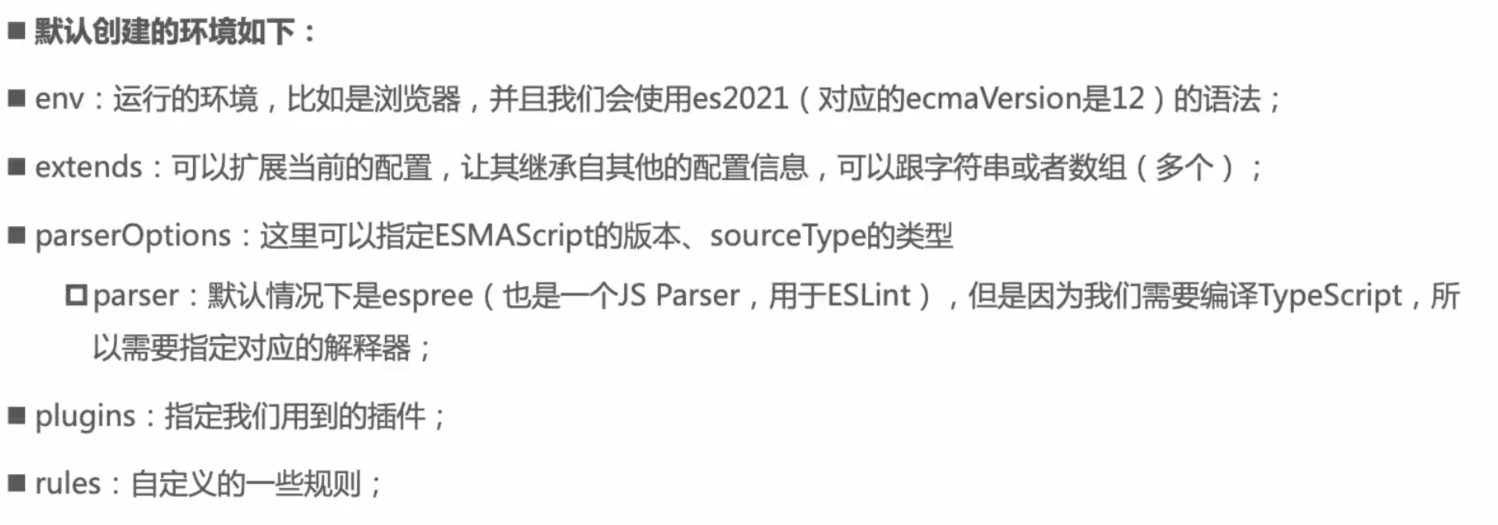 ■ 默认创建的环境如下：
■ env：运行的环境，比如是浏览器，并且我们会使用es2021（对应的ecmaVersion是12）的语法；
■ extends：可以扩展当前的配置，让其继承自其他的配置信息，可以跟字符串或者数组（多个）；
■ parserOptions：这里可以指定ESMAScript的版本、sourceType的类型
□ parser：默认情况下是espree（也是一个JS Parser，用于ESLint），但是因为我们需要编译TypeScript，所
以需要指定对应的解释器；
■ plugins：指定我们用到的插件；
■ rules：自定义的一些规则；